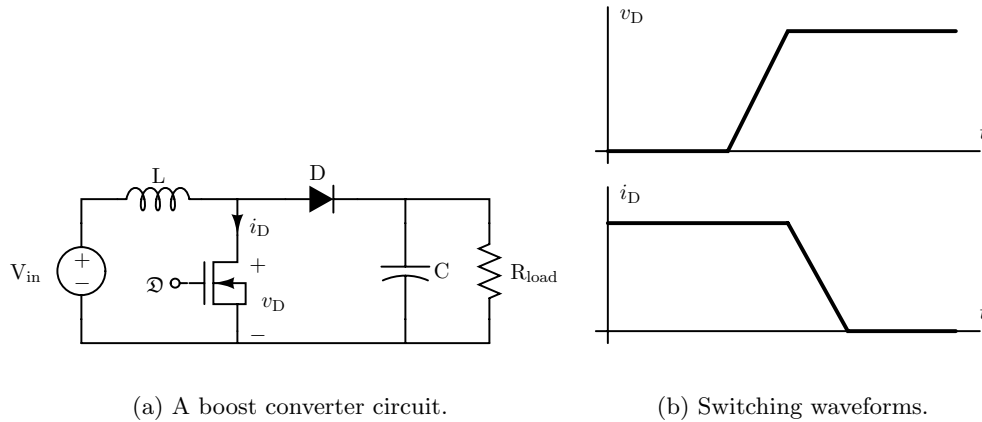 v_D
t
i_D
t
L
D
i_D
V_in
+
−
𝔇
+
v_D
−
C
R_load
(a) A boost converter circuit.
(b) Switching waveforms.